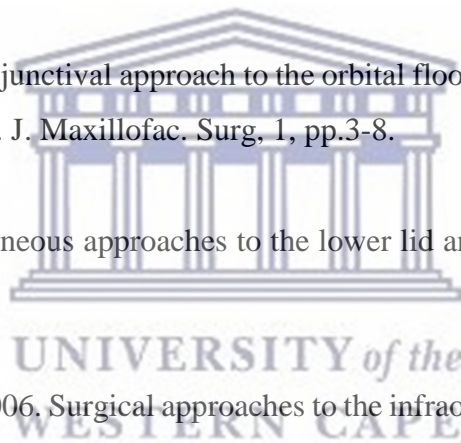 junctival approach to the orbital floo
. J. Maxillofac. Surg, 1, pp.3-8.
neous approaches to the lower lid a
UNIVERSITY of the
006. Surgical approaches to the infrao
WESTERN CAPE